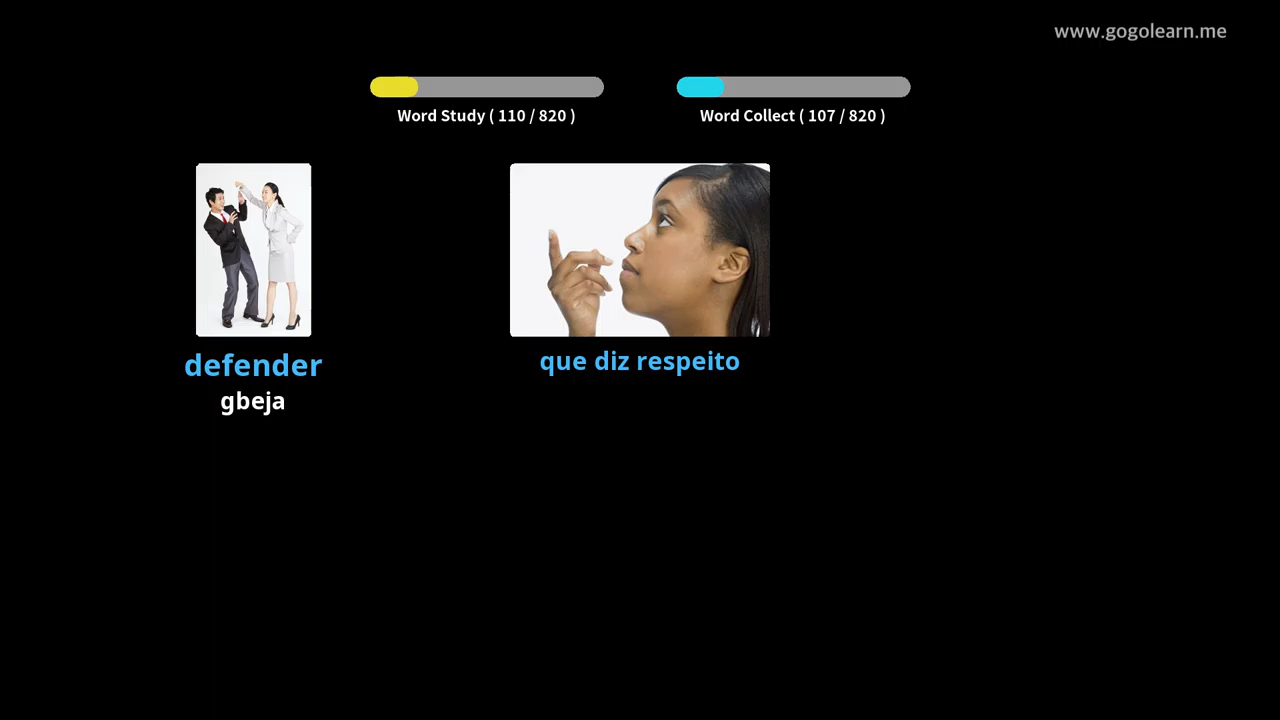 www.gogolearn.me
Word Study ( 110 / 820 )
Word Collect ( 107 / 820 )
defender
gbeja
que diz respeito